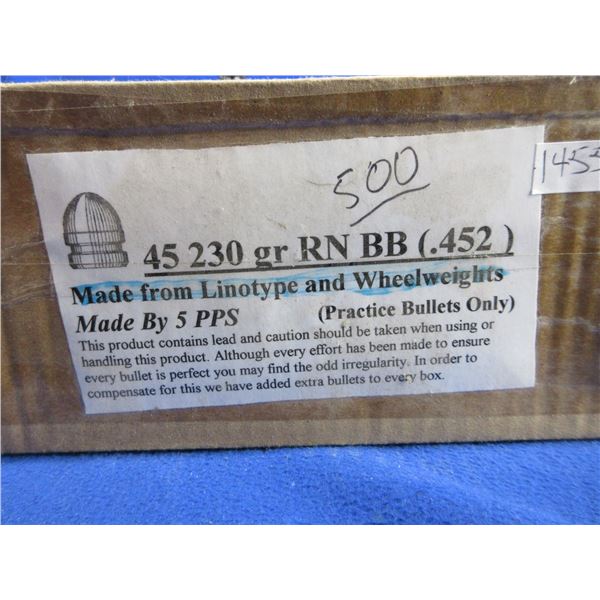 500
1455
45 230 gr RN BB (.452 )
Made from Linotype and Wheelweights
Made By 5 PPS (Practice Bullets Only)
This product contains lead and caution should be taken when using or
handling this product. Although every effort has been made to ensure
every bullet is perfect you may find the odd irregularity. In order to
compensate for this we have added extra bullets to every box.